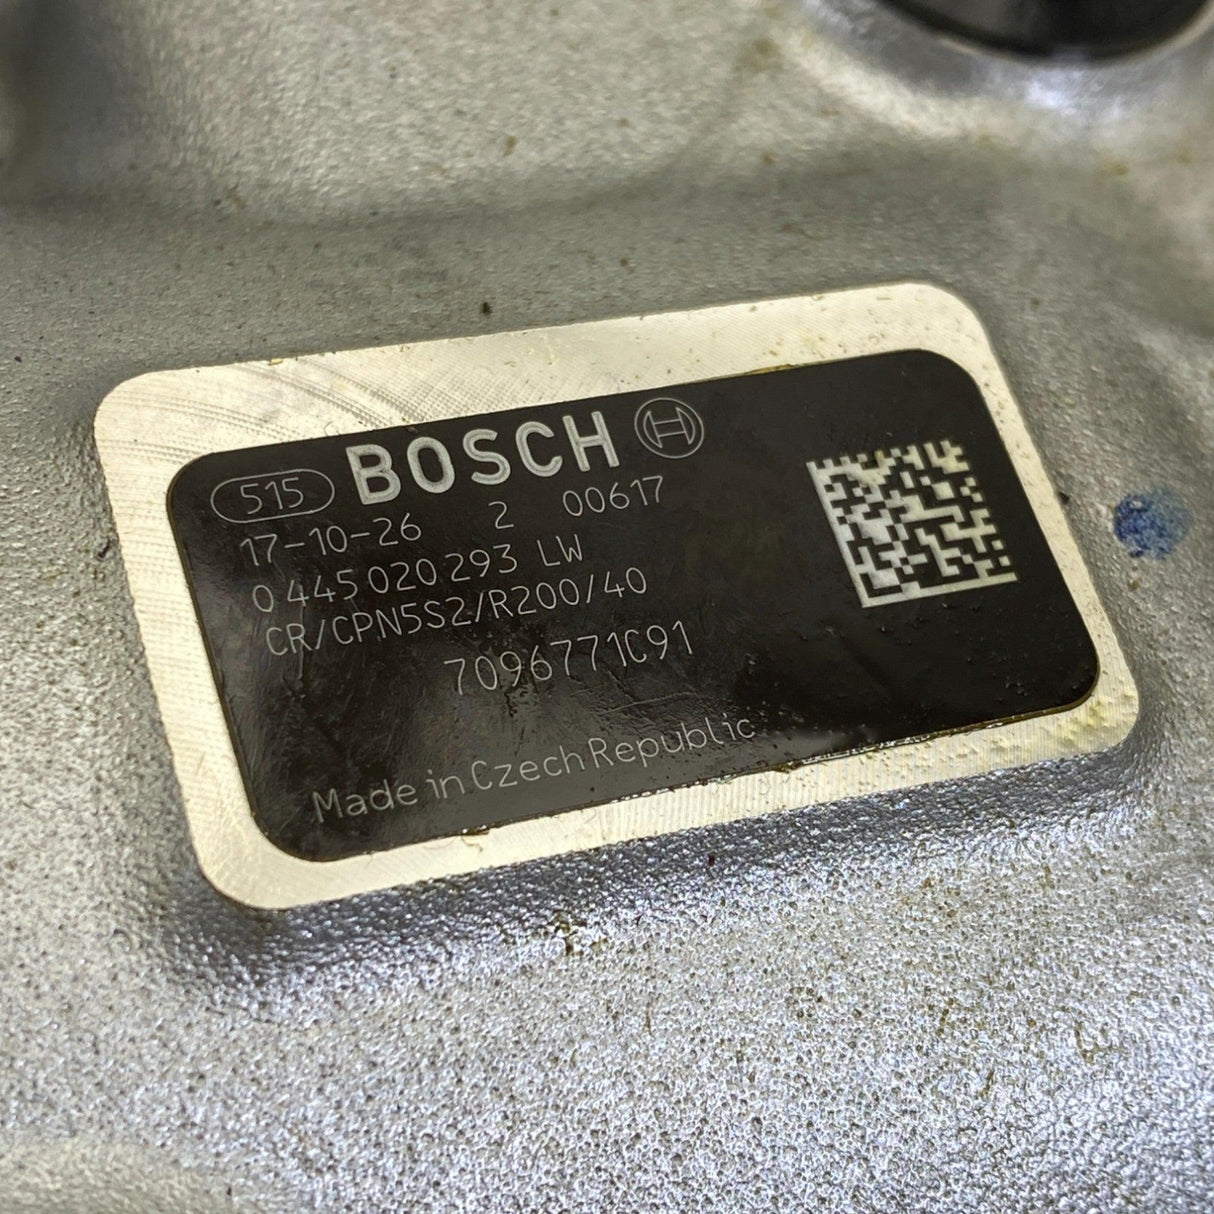 515 BOSCH
17-10-26 2 00617
0 445 020 293 LW
CR/CPN5S2/R200/40
7096771C91
Made in Czech Republic